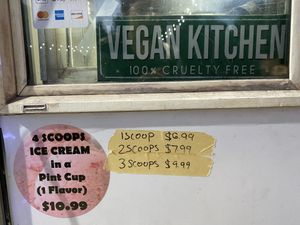 VEGAN KITCHEN
100% CRUELTY FREE
4 SCOOPS
ICE CREAM
in a
Pint Cup
(1 Flavor)
$10.99
1 SCOOP $6.99
2 SCOOPS $7.99
3 SCOOPS $9.99